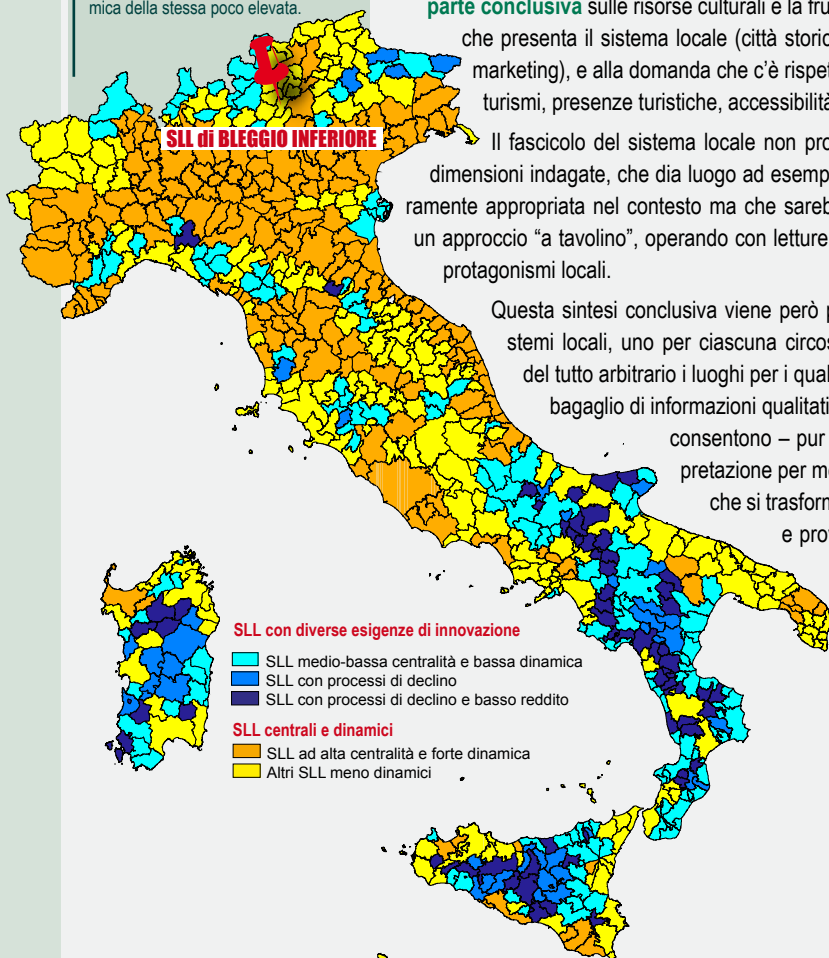 mica della stessa poco elevata.
parte conclusiva sulle risorse culturali e la fru
che presenta il sistema locale (città storic
marketing), e alla domanda che c'è rispet
turismi, presenze turistiche, accessibilità
SLL di BLEGGIO INFERIORE
Il fascicolo del sistema locale non pro
dimensioni indagate, che dia luogo ad esemp
ramente appropriata nel contesto ma che sareb
un approccio “a tavolino”, operando con letture
protagonismi locali.
Questa sintesi conclusiva viene però p
stemi locali, uno per ciascuna circos
del tutto arbitrario i luoghi per i qual
bagaglio di informazioni qualitati
consentono – pur
pretazione per m
che si trasform
e pro
SLL con diverse esigenze di innovazione
SLL medio-bassa centralità e bassa dinamica
SLL con processi di declino
SLL con processi di declino e basso reddito
SLL centrali e dinamici
SLL ad alta centralità e forte dinamica
Altri SLL meno dinamici